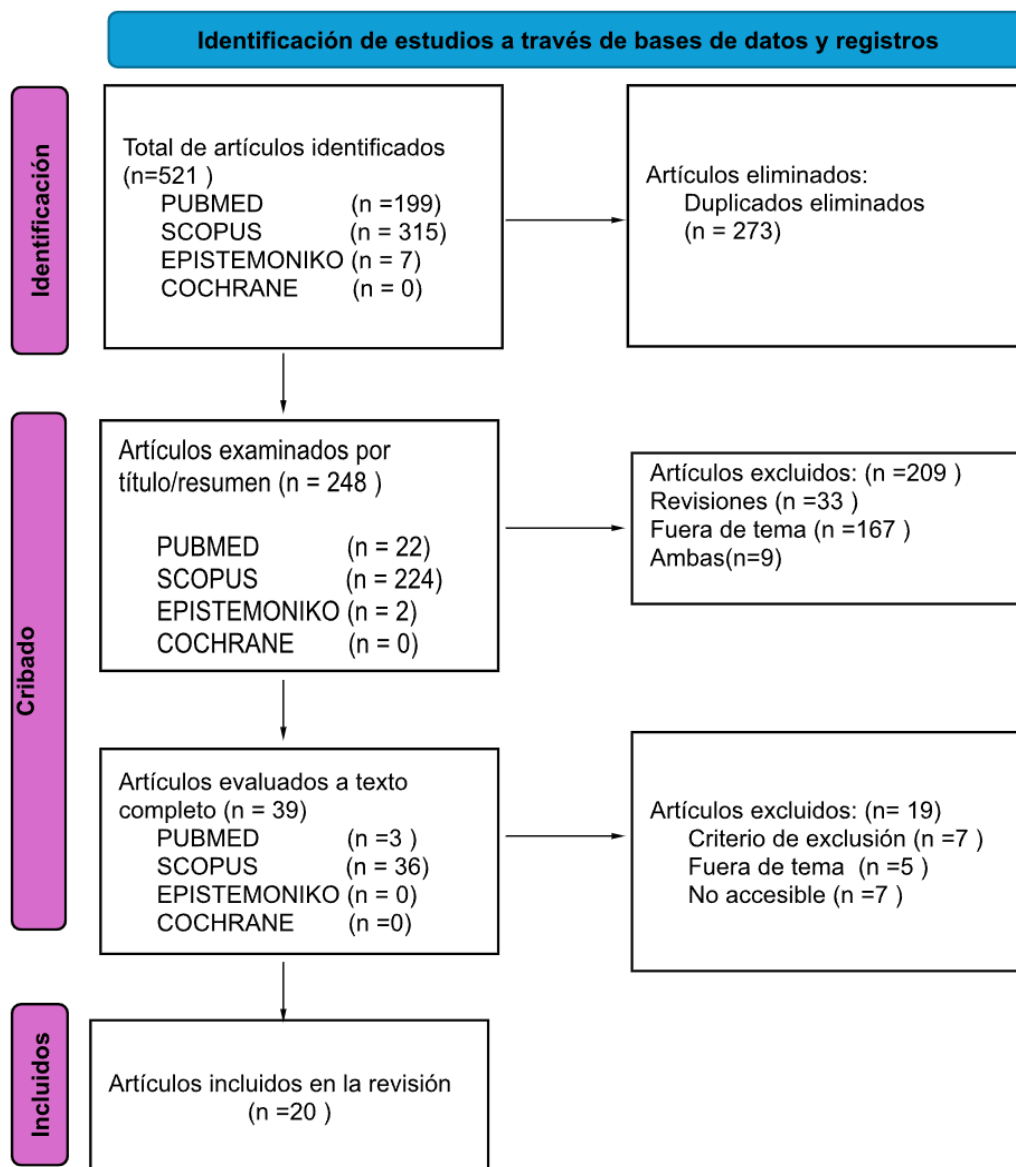 Identificación de estudios a través de bases de datos y registros
Identificación
Total de artículos identificados
(n=521 )
PUBMED (n =199)
SCOPUS (n = 315)
EPISTEMONIKO (n = 7)
COCHRANE (n = 0)
Artículos eliminados:
Duplicados eliminados
(n = 273)
Cribado
Artículos examinados por
título/resumen (n = 248 )
PUBMED (n = 22)
SCOPUS (n = 224)
EPISTEMONIKO (n = 2)
COCHRANE (n = 0)
Artículos excluidos: (n =209 )
Revisiones (n =33 )
Fuera de tema (n =167 )
Ambas(n=9)
Artículos evaluados a texto
completo (n = 39)
PUBMED (n =3 )
SCOPUS (n = 36)
EPISTEMONIKO (n = 0)
COCHRANE (n =0)
Artículos excluidos: (n= 19)
Criterio de exclusión (n =7 )
Fuera de tema (n =5 )
No accesible (n =7 )
Incluidos
Artículos incluidos en la revisión
(n =20 )